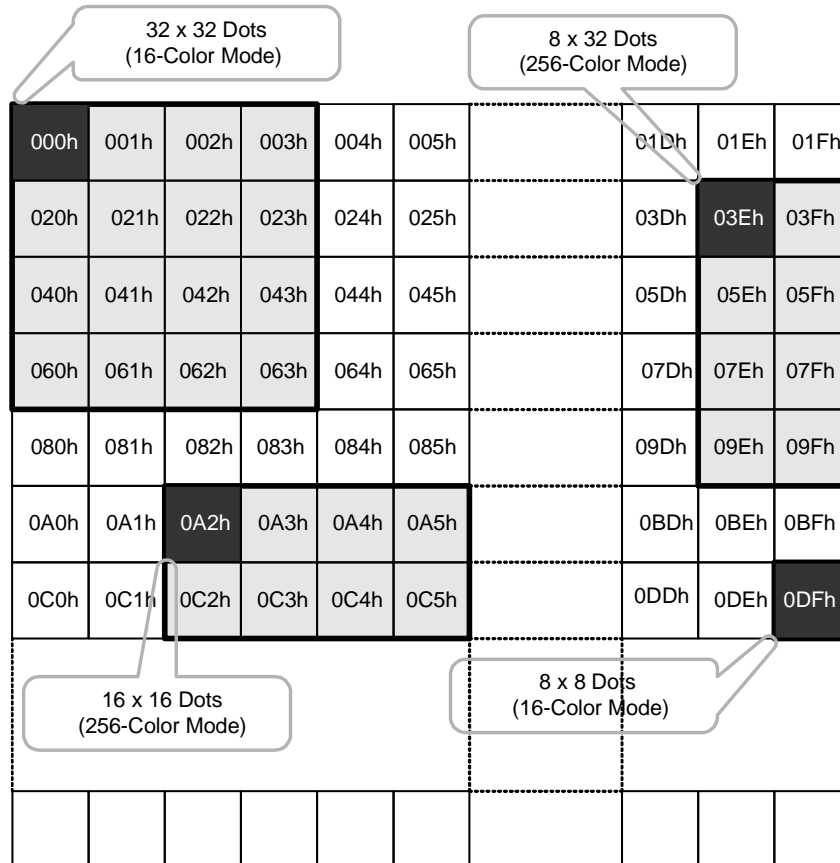 32 x 32 Dots
(16-Color Mode)
8 x 32 Dots
(256-Color Mode)
000h 001h 002h 003h 004h 005h 01Dh 01Eh 01Fh
020h 021h 022h 023h 024h 025h 03Dh 03Eh 03Fh
040h 041h 042h 043h 044h 045h 05Dh 05Eh 05Fh
060h 061h 062h 063h 064h 065h 07Dh 07Eh 07Fh
080h 081h 082h 083h 084h 085h 09Dh 09Eh 09Fh
0A0h 0A1h 0A2h 0A3h 0A4h 0A5h 0BDh 0BEh 0BFh
0C0h 0C1h 0C2h 0C3h 0C4h 0C5h 0DDh 0DEh 0DFh
16 x 16 Dots
(256-Color Mode)
8 x 8 Dots
(16-Color Mode)